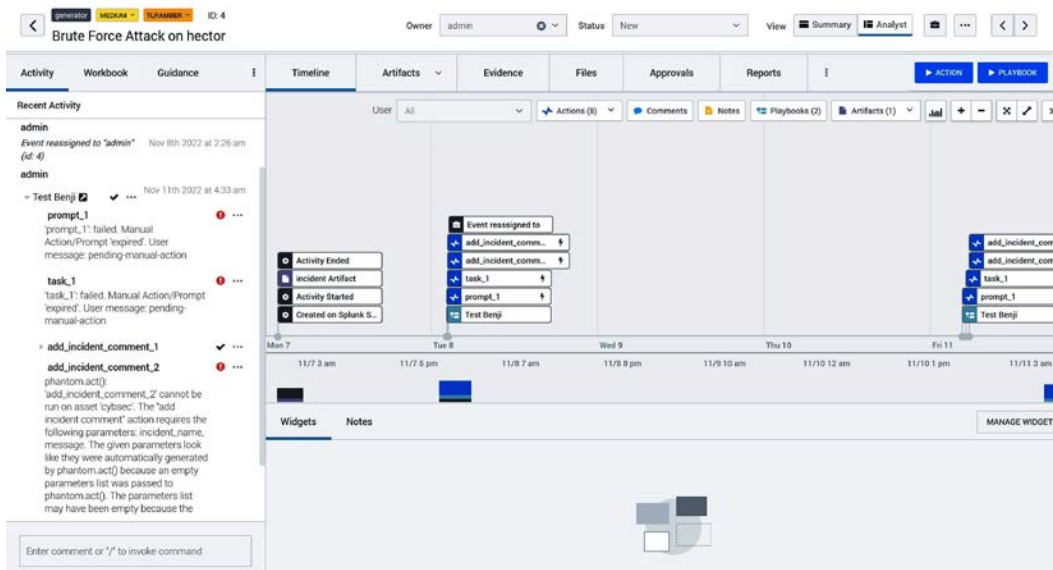 generator MEDIUM TLP:AMBER ID: 4
Brute Force Attack on hector
Owner admin
Status New
View Summary Analyst
Activity Workbook Guidance
Timeline Artifacts Evidence Files Approvals Reports
ACTION PLAYBOOK
Recent Activity
admin
Event reassigned to "admin" Nov 8th 2022 at 2:26 am
(id: 4)
admin
Test Benji Nov 11th 2022 at 4:33 am
prompt_1
'prompt_1': failed. Manual
Action/Prompt 'expired'. User
message: pending-manual-action
task_1
'task_1': failed. Manual Action/Prompt
'expired'. User message: pending-
manual-action
add_incident_comment_1
add_incident_comment_2
phantom.act():
'add_incident_comment_2' cannot be
run on asset 'cybsec'. The "add
incident comment" action requires the
following parameters: incident_name,
message. The given parameters look
like they were automatically generated
by phantom.act() because an empty
parameters list was passed to
phantom.act(). The parameters list
may have been empty because the
Enter comment or "/" to invoke command
User All
Actions (8) Comments Notes Playbooks (2) Artifacts (1)
Activity Ended
incident Artifact
Activity Started
Created on Splunk S...
Event reassigned to
add_incident_comm...
add_incident_comm...
task_1
prompt_1
Test Benji
add_incident_com
add_incident_com
task_1
prompt_1
Test Benji
Mon 7 Tue 8 Wed 9 Thu 10 Fri 11
11/7 3 am 11/7 5 pm 11/8 7 am 11/8 8 pm 11/9 10 am 11/10 12 am 11/10 1 pm 11/11 3 am
Widgets Notes
MANAGE WIDGET